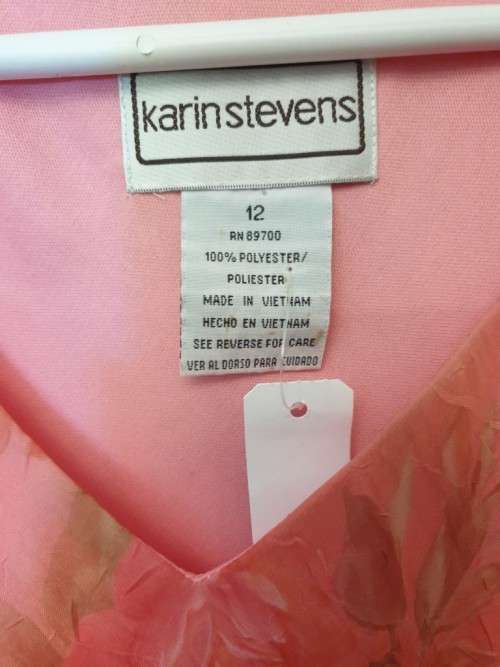 karinstevens
12
RN 89700
100% POLYESTER/
POLIESTER
MADE IN VIETNAM
HECHO EN VIETNAM
SEE REVERSE FOR CARE
VER AL DORSO PARA CUIDADO